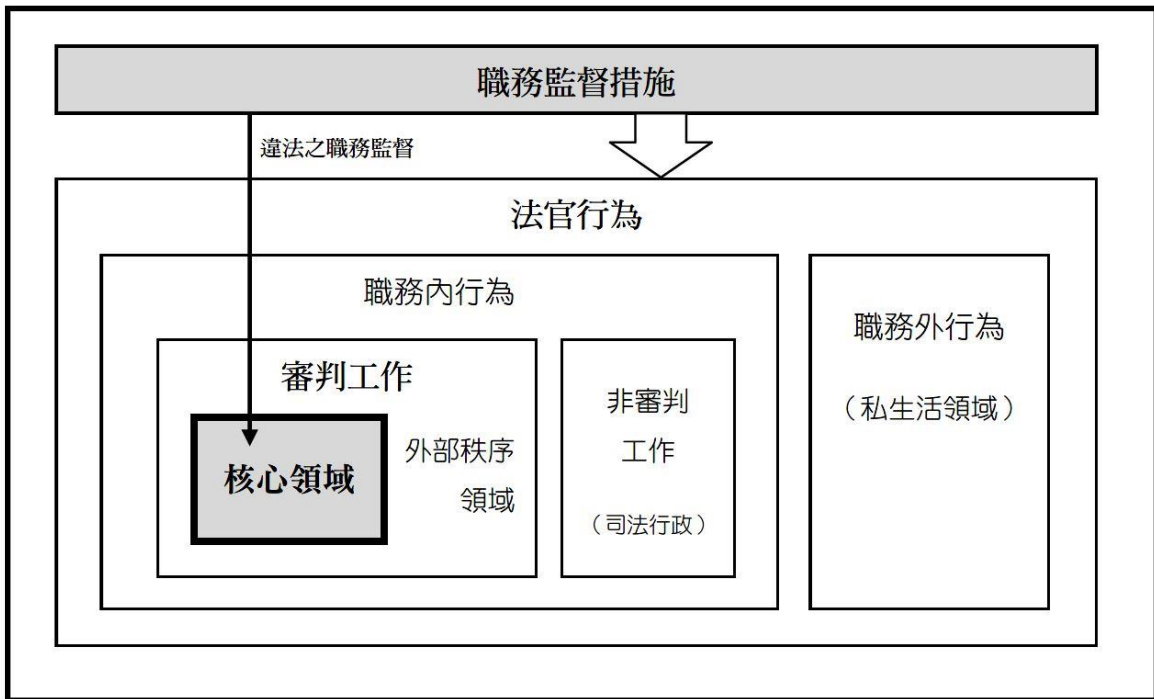 職務監督措施
違法之職務監督
法官行為
職務內行為
審判工作
核心領域
外部秩序
領域
非審判
工作
（司法行政）
職務外行為
（私生活領域）